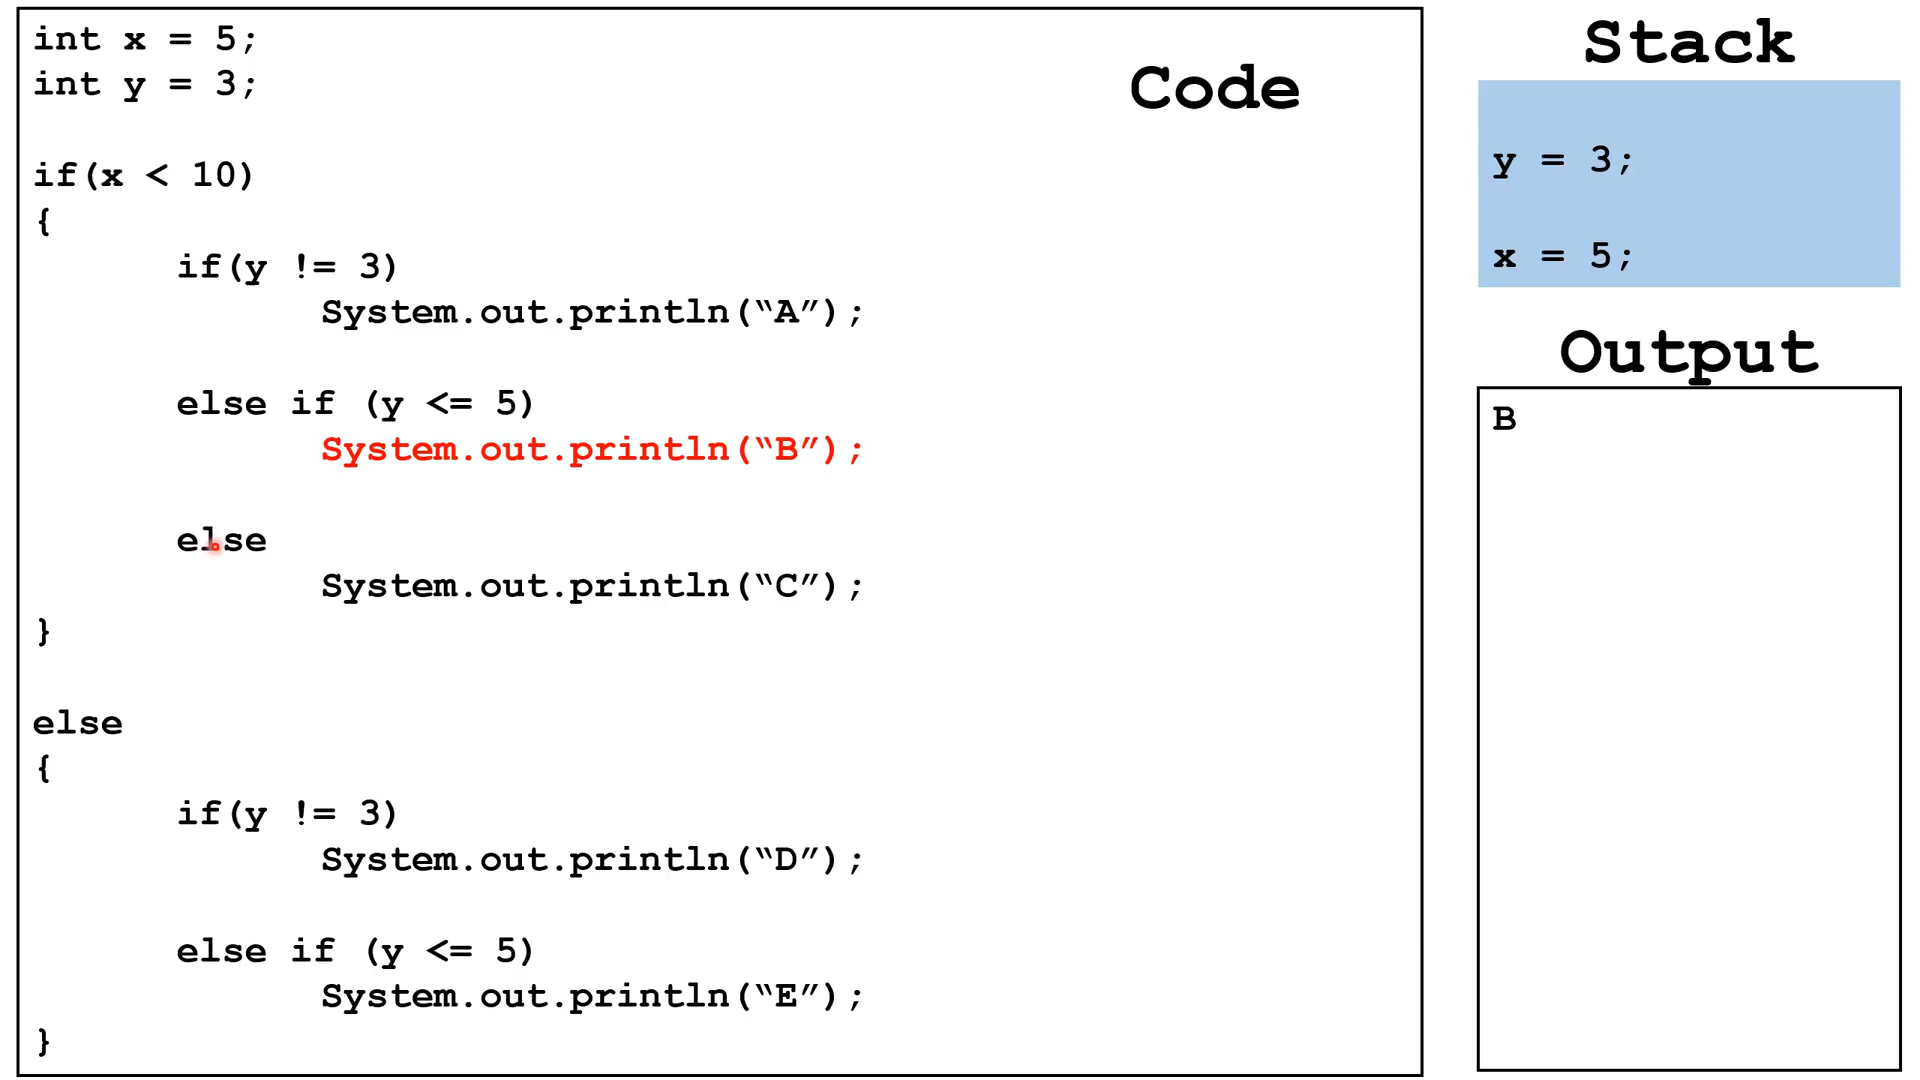 int x = 5;
int y = 3;
Code
if(x < 10)
{
if(y != 3)
System.out.println(“A”);
else if (y <= 5)
System.out.println(“B”);
else
System.out.println(“C”);
}
else
{
if(y != 3)
System.out.println(“D”);
else if (y <= 5)
System.out.println(“E”);
}
Stack
y = 3;
x = 5;
Output
B